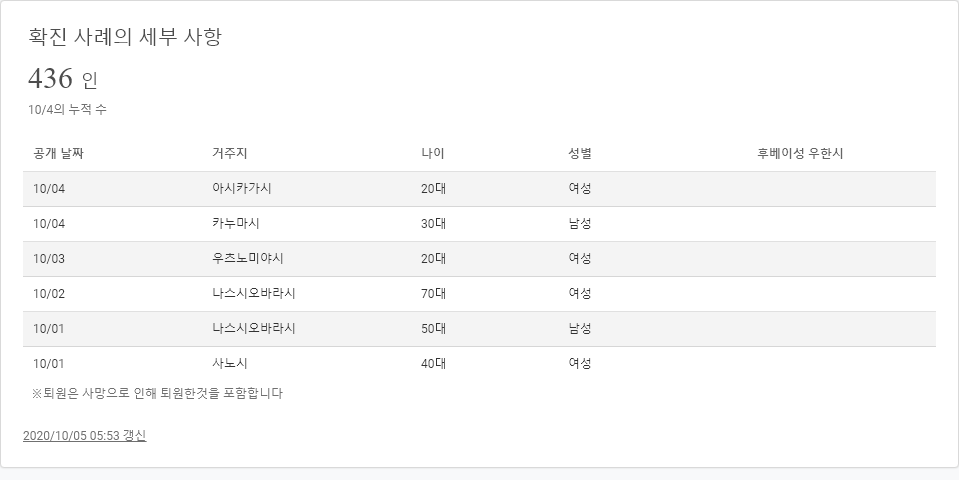 확진 사례의 세부 사항
436 인
10/4의 누적 수
공개 날짜 거주지 나이 성별 후베이성 우한시
10/04 아시카가시 20대 여성
10/04 카누마시 30대 남성
10/03 우츠노미야시 20대 여성
10/02 나스시오바라시 70대 여성
10/01 나스시오바라시 50대 남성
10/01 사노시 40대 여성
※퇴원은 사망으로 인해 퇴원한것을 포함합니다
2020/10/05 05:53 갱신